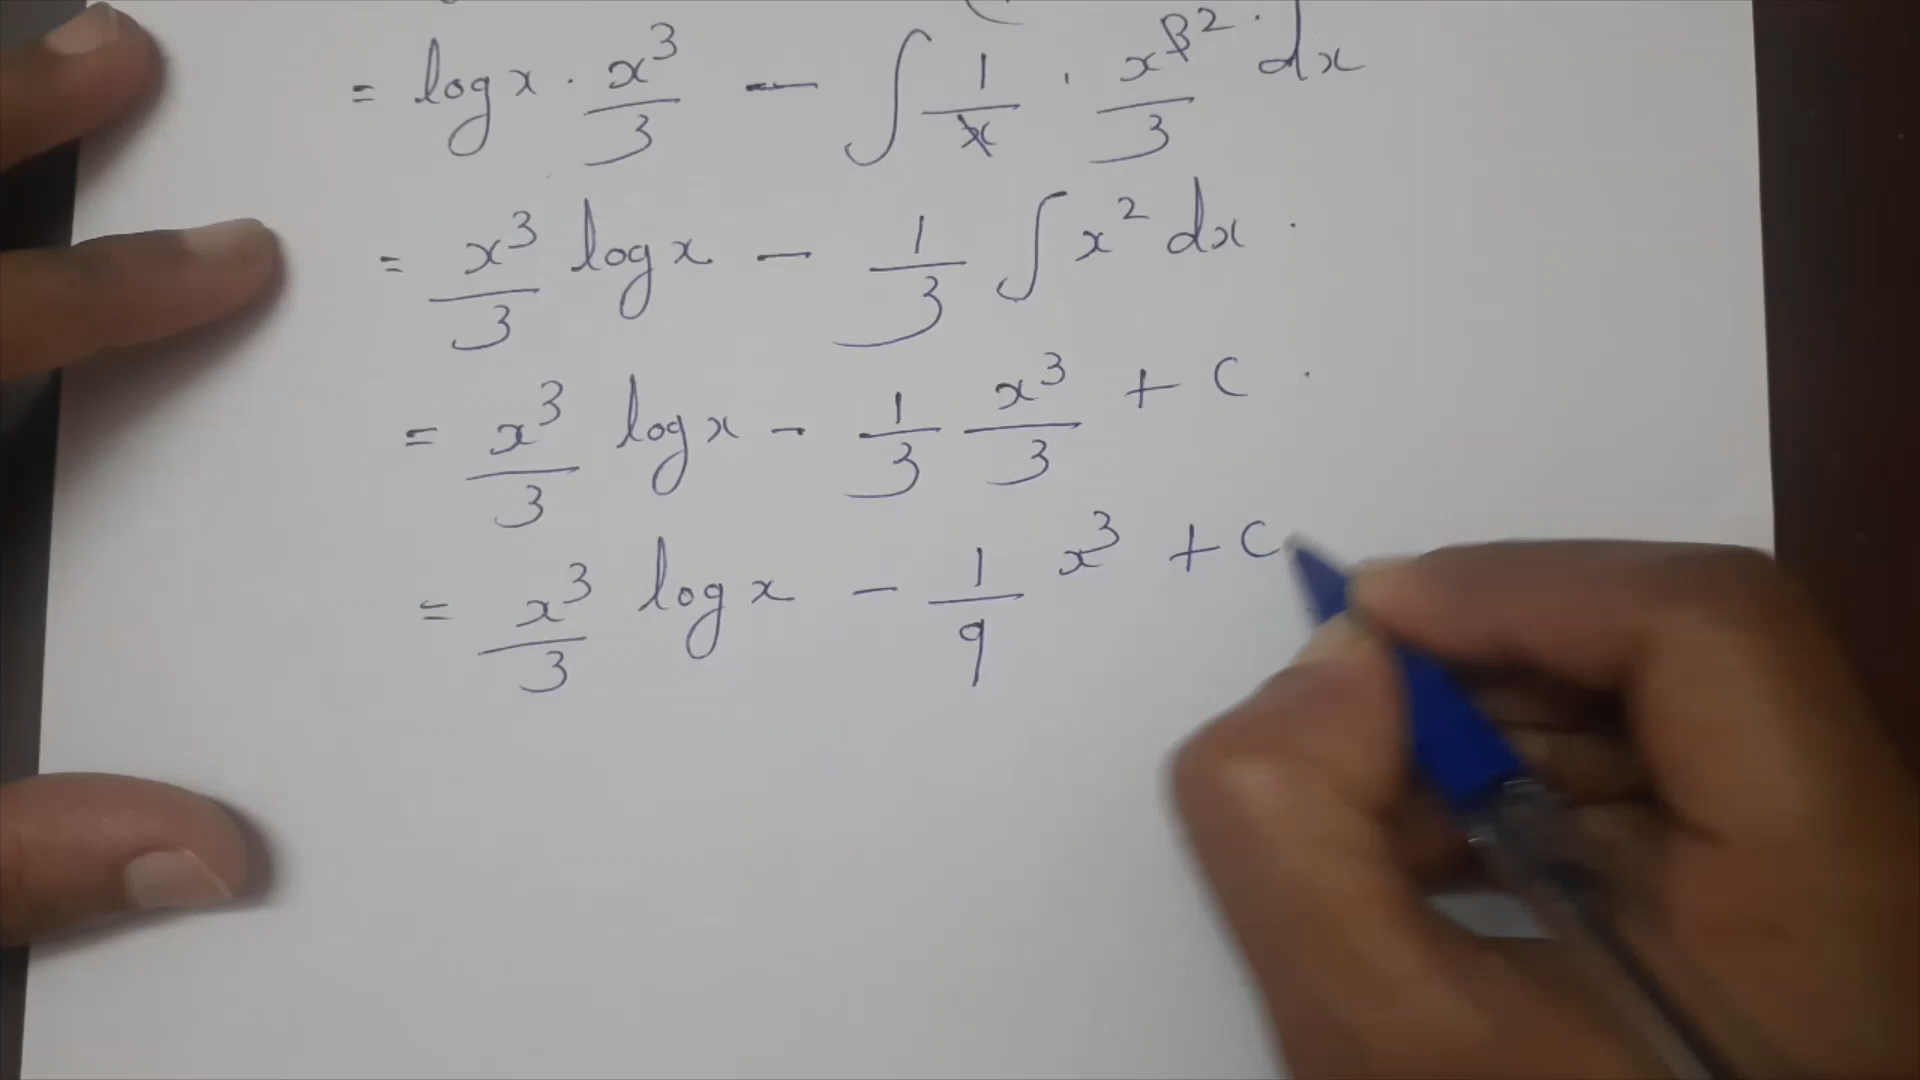 = log x · x³/3 − ∫ 1/x · x³²/3 · dx
= x³/3 log x − 1/3 ∫ x² dx .
= x³/3 log x − 1/3 x³/3 + C .
= x³/3 log x − 1/9 x³ + C